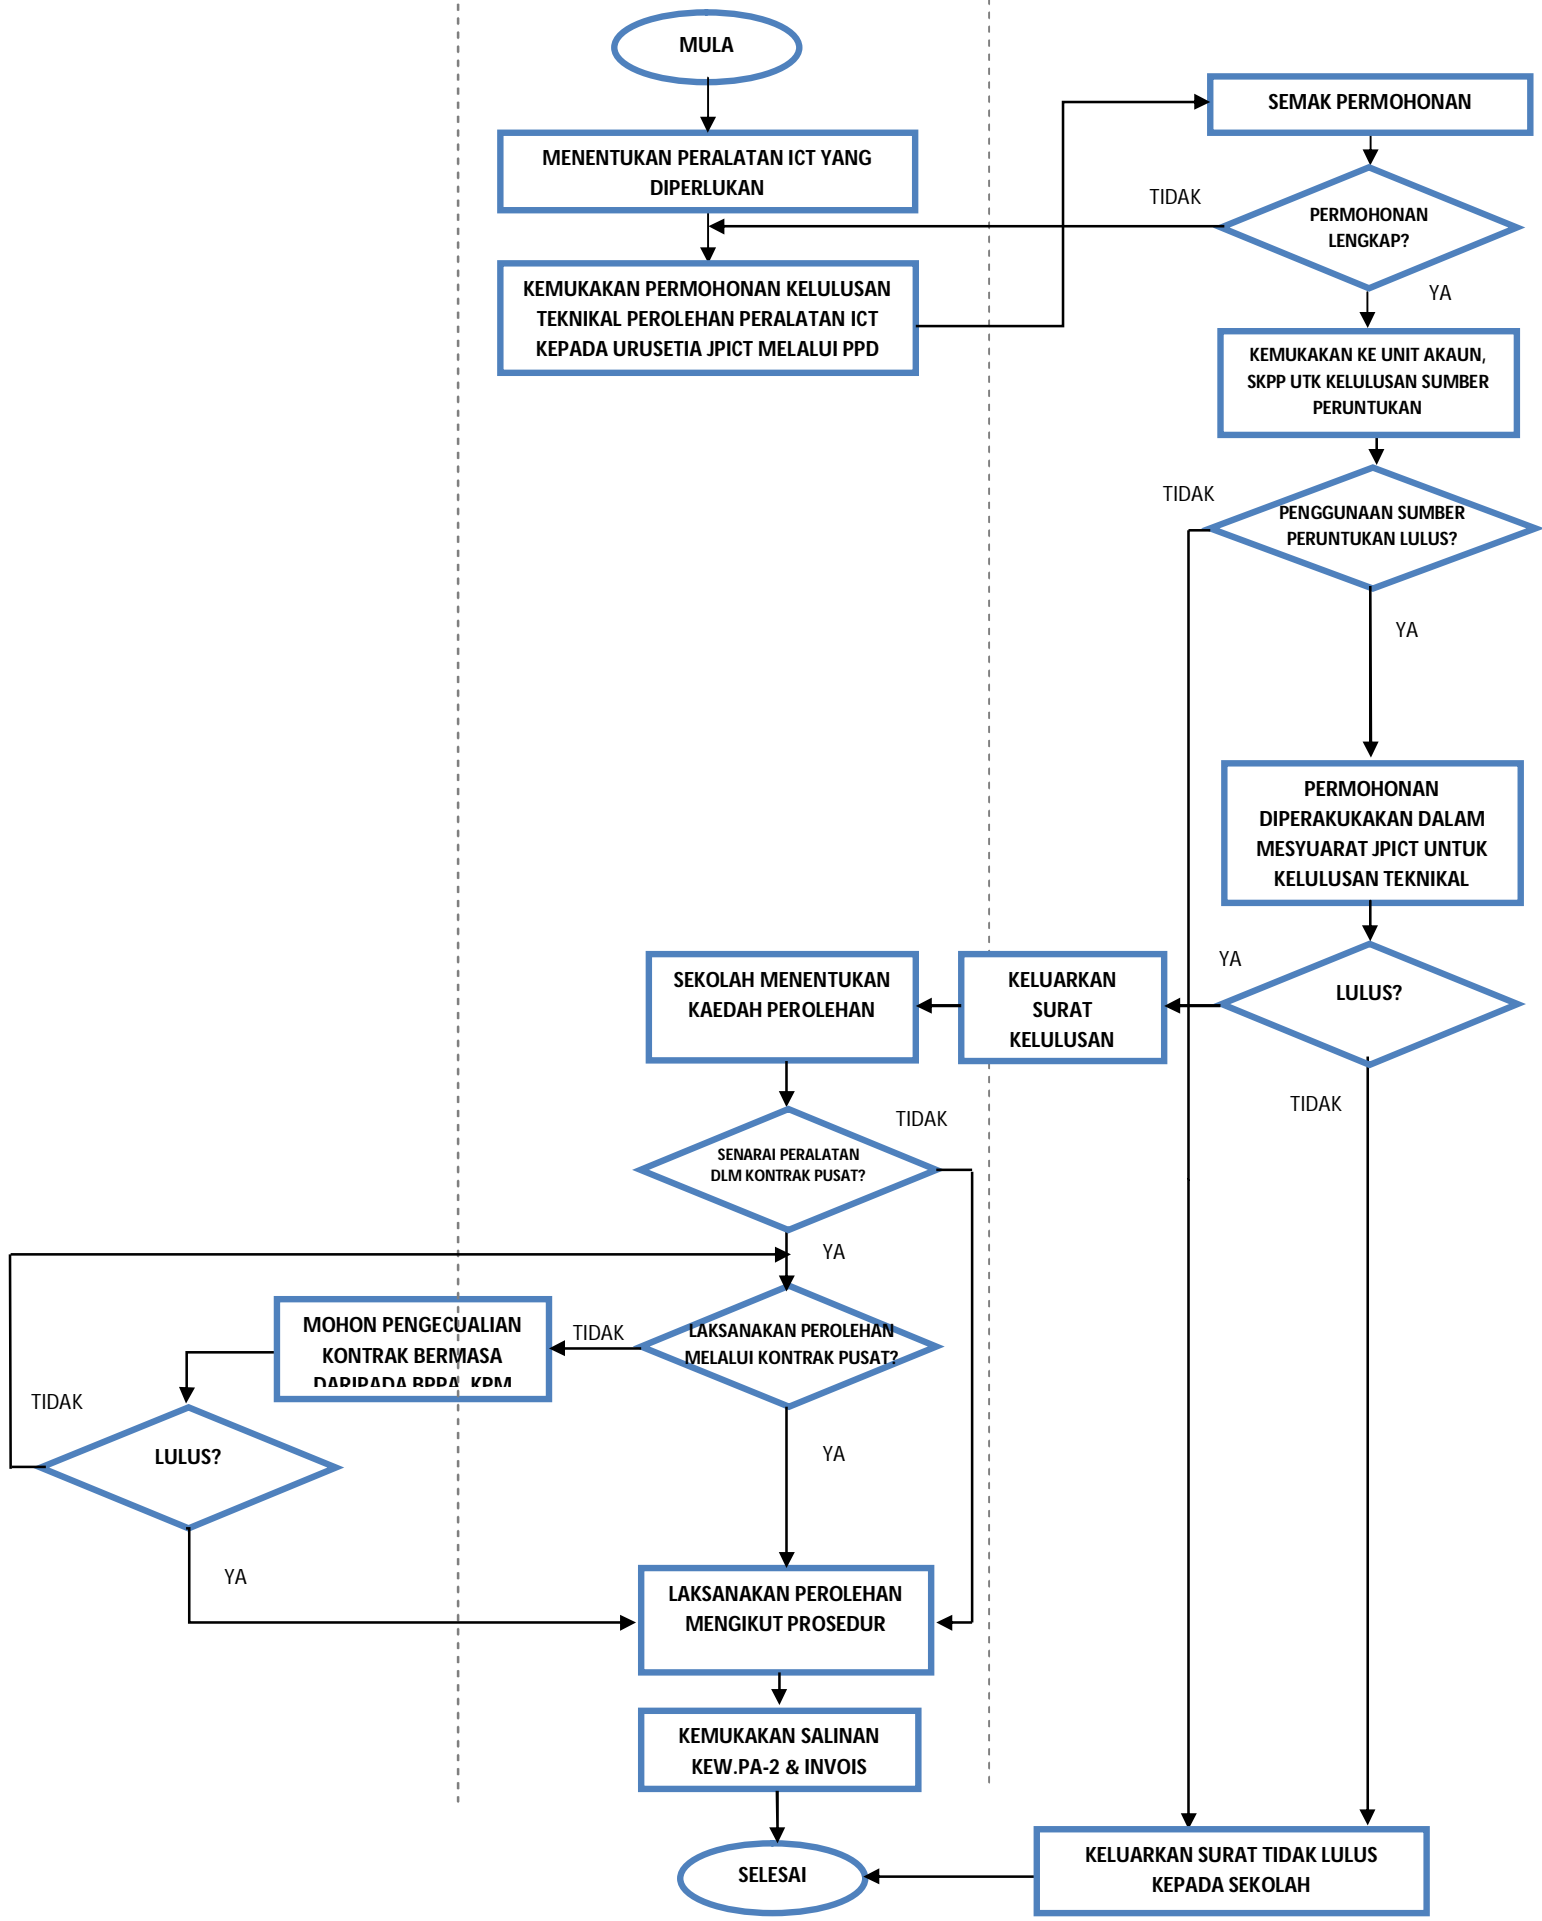 MULA
SEMAK PERMOHONAN
MENENTUKAN PERALATAN ICT YANG
DIPERLUKAN
TIDAK
PERMOHONAN
LENGKAP?
YA
KEMUKAKAN PERMOHONAN KELULUSAN
TEKNIKAL PEROLEHAN PERALATAN ICT
KEPADA URUSETIA JPICT MELALUI PPD
KEMUKAKAN KE UNIT AKAUN,
SKPP UTK KELULUSAN SUMBER
PERUNTUKAN
TIDAK
PENGGUNAAN SUMBER
PERUNTUKAN LULUS?
YA
PERMOHONAN
DIPERAKUKAKAN DALAM
MESYUARAT JPICT UNTUK
KELULUSAN TEKNIKAL
YA
LULUS?
TIDAK
KELUARKAN
SURAT
KELULUSAN
SEKOLAH MENENTUKAN
KAEDAH PEROLEHAN
TIDAK
SENARAI PERALATAN
DLM KONTRAK PUSAT?
YA
LAKSANAKAN PEROLEHAN
MELALUI KONTRAK PUSAT?
TIDAK
MOHON PENGECUALIAN
KONTRAK BERMASA
DARIPADA BPPA, KPM
TIDAK
LULUS?
YA
YA
LAKSANAKAN PEROLEHAN
MENGIKUT PROSEDUR
KEMUKAKAN SALINAN
KEW.PA-2 & INVOIS
SELESAI
KELUARKAN SURAT TIDAK LULUS
KEPADA SEKOLAH